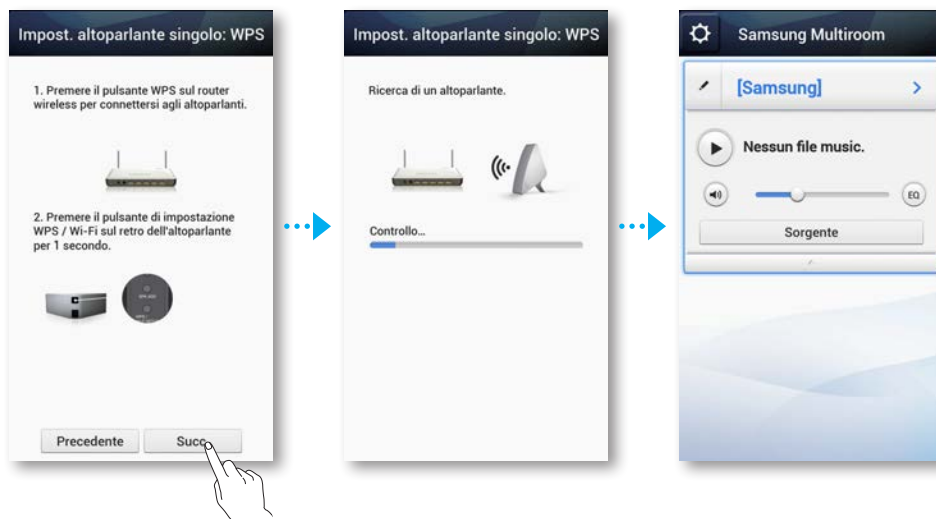 Impost. altoparlante singolo: WPS
1. Premere il pulsante WPS sul router
wireless per connettersi agli altoparlanti.
2. Premere il pulsante di impostazione
WPS / Wi-Fi sul retro dell'altoparlante
per 1 secondo.
Precedente
Succ
Impost. altoparlante singolo: WPS
Ricerca di un altoparlante.
Controllo...
Samsung Multiroom
[Samsung]
Nessun file music.
EQ
Sorgente